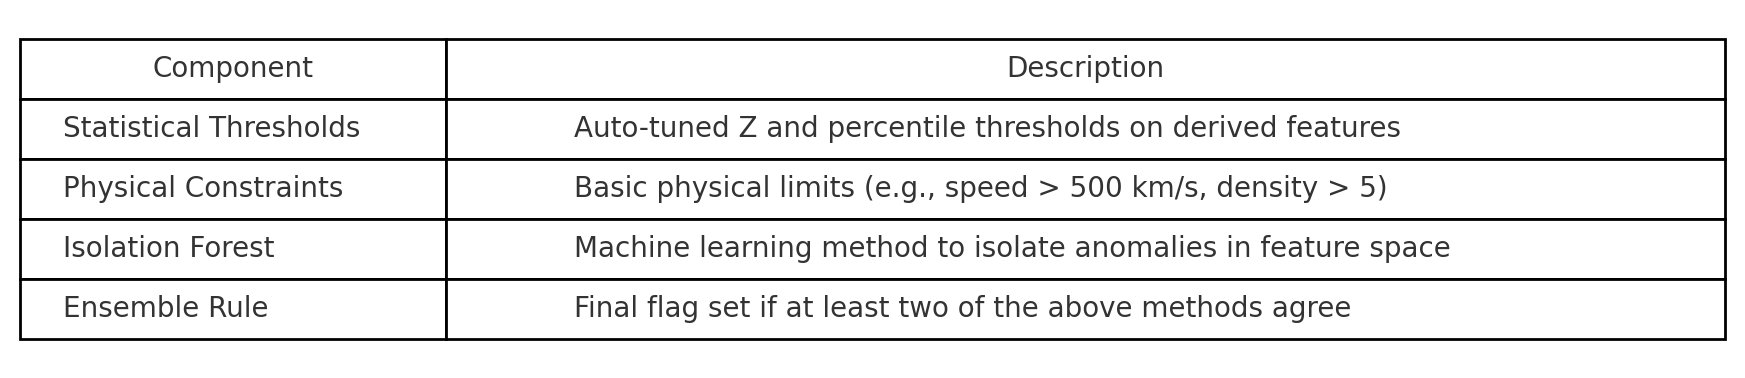 Component Description
Statistical Thresholds Auto-tuned Z and percentile thresholds on derived features
Physical Constraints Basic physical limits (e.g., speed > 500 km/s, density > 5)
Isolation Forest Machine learning method to isolate anomalies in feature space
Ensemble Rule Final flag set if at least two of the above methods agree